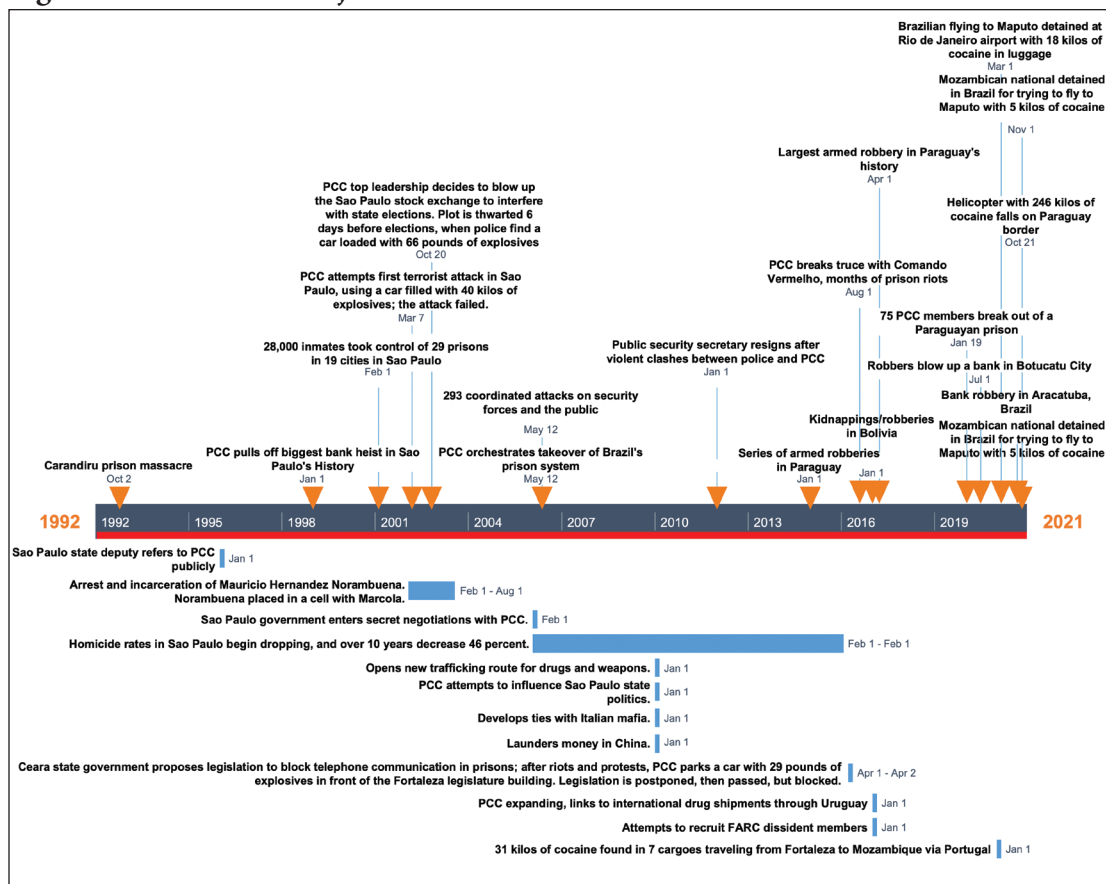 Brazilian flying to Maputo detained at
Rio de Janeiro airport with 18 kilos of
cocaine in luggage
Mar 1
Mozambican national detained
in Brazil for trying to fly to
Maputo with 5 kilos of cocaine
Nov 1
Largest armed robbery in Paraguay's
history
Apr 1
PCC top leadership decides to blow up
the Sao Paulo stock exchange to interfere
with state elections. Plot is thwarted 6
days before elections, when police find a
car loaded with 66 pounds of explosives
Oct 20
Helicopter with 246 kilos of
cocaine falls on Paraguay
border
Oct 21
PCC attempts first terrorist attack in Sao
Paulo, using a car filled with 40 kilos of
explosives; the attack failed.
Mar 7
PCC breaks truce with Comando
Vermelho, months of prison riots
Aug 1
75 PCC members break out of a
Paraguayan prison
Jan 19
28,000 inmates took control of 29 prisons
in 19 cities in Sao Paulo
Feb 1
Public security secretary resigns after
violent clashes between police and PCC
Jan 1
Robbers blow up a bank in Botucatu City
Jul 1
293 coordinated attacks on security
forces and the public
May 12
Bank robbery in Aracatuba,
Brazil
Kidnappings/robberies
in Bolivia
Jan 1
Mozambican national detained
in Brazil for trying to fly to
Maputo with 5 kilos of cocaine
Carandiru prison massacre
Oct 2
PCC pulls off biggest bank heist in Sao
Paulo's History
Jan 1
PCC orchestrates takeover of Brazil's
prison system
May 12
Series of armed robberies
in Paraguay
Jan 1
1992 1992 1995 1998 2001 2004 2007 2010 2013 2016 2019 2021
Sao Paulo state deputy refers to PCC
publicly Jan 1
Arrest and incarceration of Mauricio Hernandez Norambuena.
Norambuena placed in a cell with Marcola. Feb 1 - Aug 1
Sao Paulo government enters secret negotiations with PCC. Feb 1
Homicide rates in Sao Paulo begin dropping, and over 10 years decrease 46 percent. Feb 1 - Feb 1
Opens new trafficking route for drugs and weapons. Jan 1
PCC attempts to influence Sao Paulo state
politics. Jan 1
Develops ties with Italian mafia. Jan 1
Launders money in China. Jan 1
Ceara state government proposes legislation to block telephone communication in prisons; after riots and protests, PCC parks a car with 29 pounds of
explosives in front of the Fortaleza legislature building. Legislation is postponed, then passed, but blocked. Apr 1 - Apr 2
PCC expanding, links to international drug shipments through Uruguay Jan 1
Attempts to recruit FARC dissident members Jan 1
31 kilos of cocaine found in 7 cargoes traveling from Fortaleza to Mozambique via Portugal Jan 1